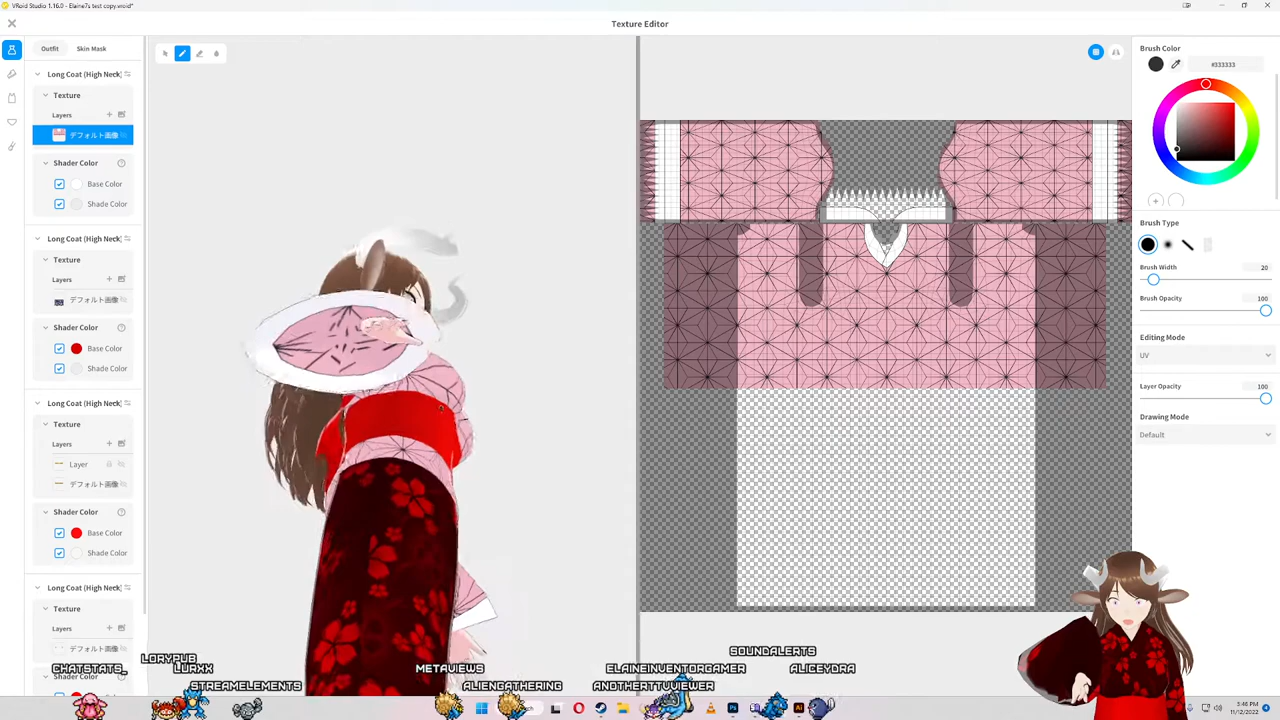 VRoid Studio 1.16.0 - Elaine7s test copy.vroid*
Texture Editor
Outfit
Skin Mask
Long Coat (High Neck)
Texture
Layers
デフォルト画像
Shader Color
Base Color
Shade Color
Long Coat (High Neck)
Texture
Layers
デフォルト画像
Shader Color
Base Color
Shade Color
Long Coat (High Neck)
Texture
Layers
Layer
デフォルト画像
Shader Color
Base Color
Shade Color
Long Coat (High Neck)
Texture
Layers
デフォルト画像
Shader Color
Brush Color
#333333
Brush Type
Brush Width
20
Brush Opacity
100
Editing Mode
UV
Layer Opacity
100
Drawing Mode
Default
CHATSTATS_
LORYPUB
LURXX
STREAMELEMENTS
METAVIEWS
ALIENGATHERING
SOUNDALERTS
ELAINEINVENTORGAMER
ANOTHERTTVVIEWER
ALICEYDRA
3:46 PM
11/12/2022